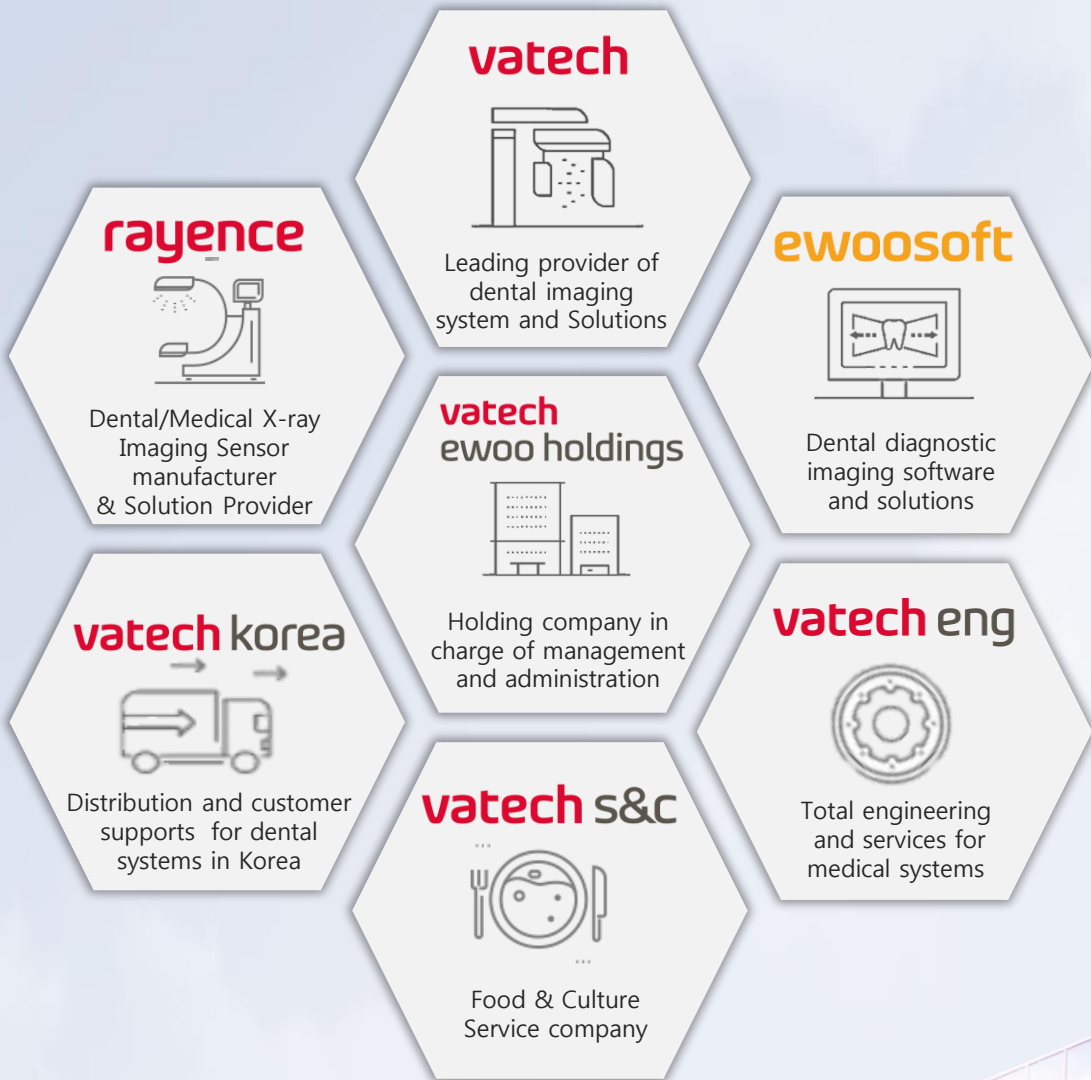 vatech
Leading provider of
dental imaging
system and Solutions
rayence
Dental/Medical X-ray
Imaging Sensor
manufacturer
& Solution Provider
ewoosoft
Dental diagnostic
imaging software
and solutions
vatech
ewoo holdings
Holding company in
charge of management
and administration
vatech korea
Distribution and customer
supports for dental
systems in Korea
vatech eng
Total engineering
and services for
medical systems
vatech s&c
Food & Culture
Service company